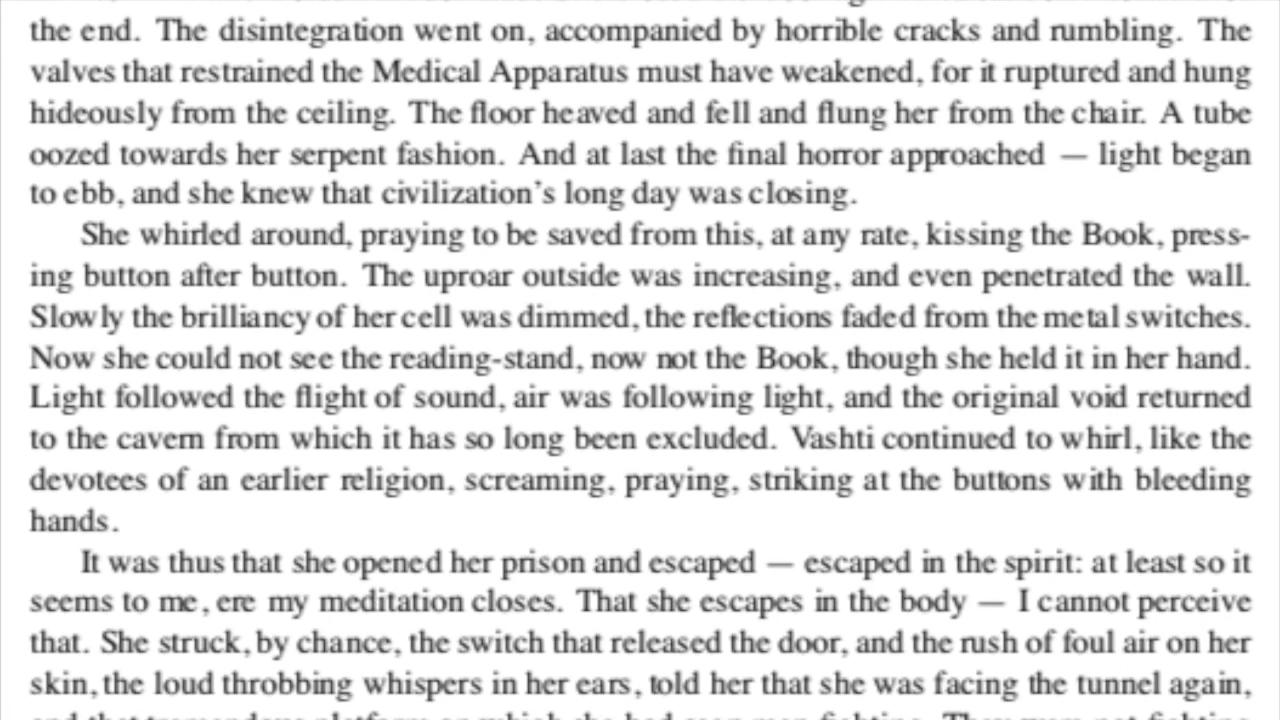 the end. The disintegration went on, accompanied by horrible cracks and rumbling. The
valves that restrained the Medical Apparatus must have weakened, for it ruptured and hung
hideously from the ceiling. The floor heaved and fell and flung her from the chair. A tube
oozed towards her serpent fashion. And at last the final horror approached — light began
to ebb, and she knew that civilization's long day was closing.
She whirled around, praying to be saved from this, at any rate, kissing the Book, press-
ing button after button. The uproar outside was increasing, and even penetrated the wall.
Slowly the brilliancy of her cell was dimmed, the reflections faded from the metal switches.
Now she could not see the reading-stand, now not the Book, though she held it in her hand.
Light followed the flight of sound, air was following light, and the original void returned
to the cavern from which it has so long been excluded. Vashti continued to whirl, like the
devotees of an earlier religion, screaming, praying, striking at the buttons with bleeding
hands.
It was thus that she opened her prison and escaped — escaped in the spirit: at least so it
seems to me, ere my meditation closes. That she escapes in the body — I cannot perceive
that. She struck, by chance, the switch that released the door, and the rush of foul air on her
skin, the loud throbbing whispers in her ears, told her that she was facing the tunnel again,